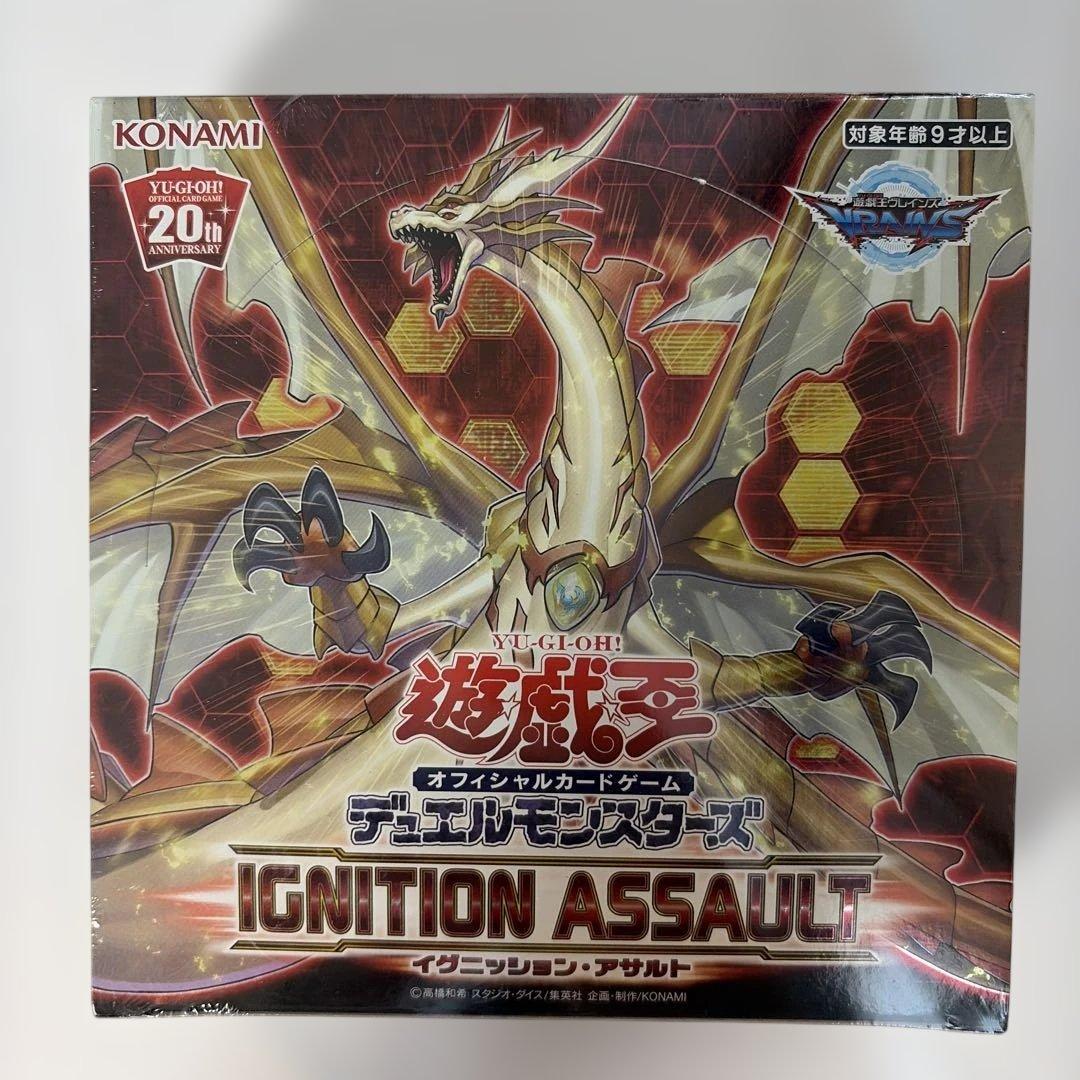 KONAMI
対象年齢9才以上
YU-GI-OH!
OFFICIAL CARD GAME
20th
ANNIVERSARY
遊戯王ヴレインズ
VRAINS
YU-GI-OH!
遊☆戯☆王
オフィシャルカードゲーム
デュエルモンスターズ
IGNITION ASSAULT
イグニッション・アサルト
©高橋和希 スタジオ・ダイス/集英社 企画・制作/KONAMI